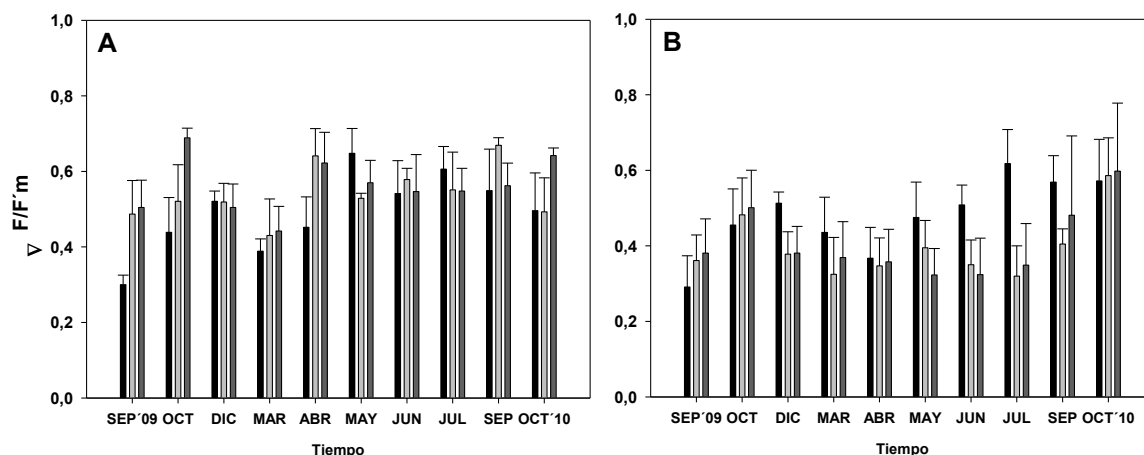 A
B
1,0
0,8
0,6
0,4
0,2
0,0
∇ F/F´m
SEP´09 OCT DIC MAR ABR MAY JUN JUL SEP OCT´10
Tiempo
1,0
0,8
0,6
0,4
0,2
0,0
SEP´09 OCT DIC MAR ABR MAY JUN JUL SEP OCT´10
Tiempo